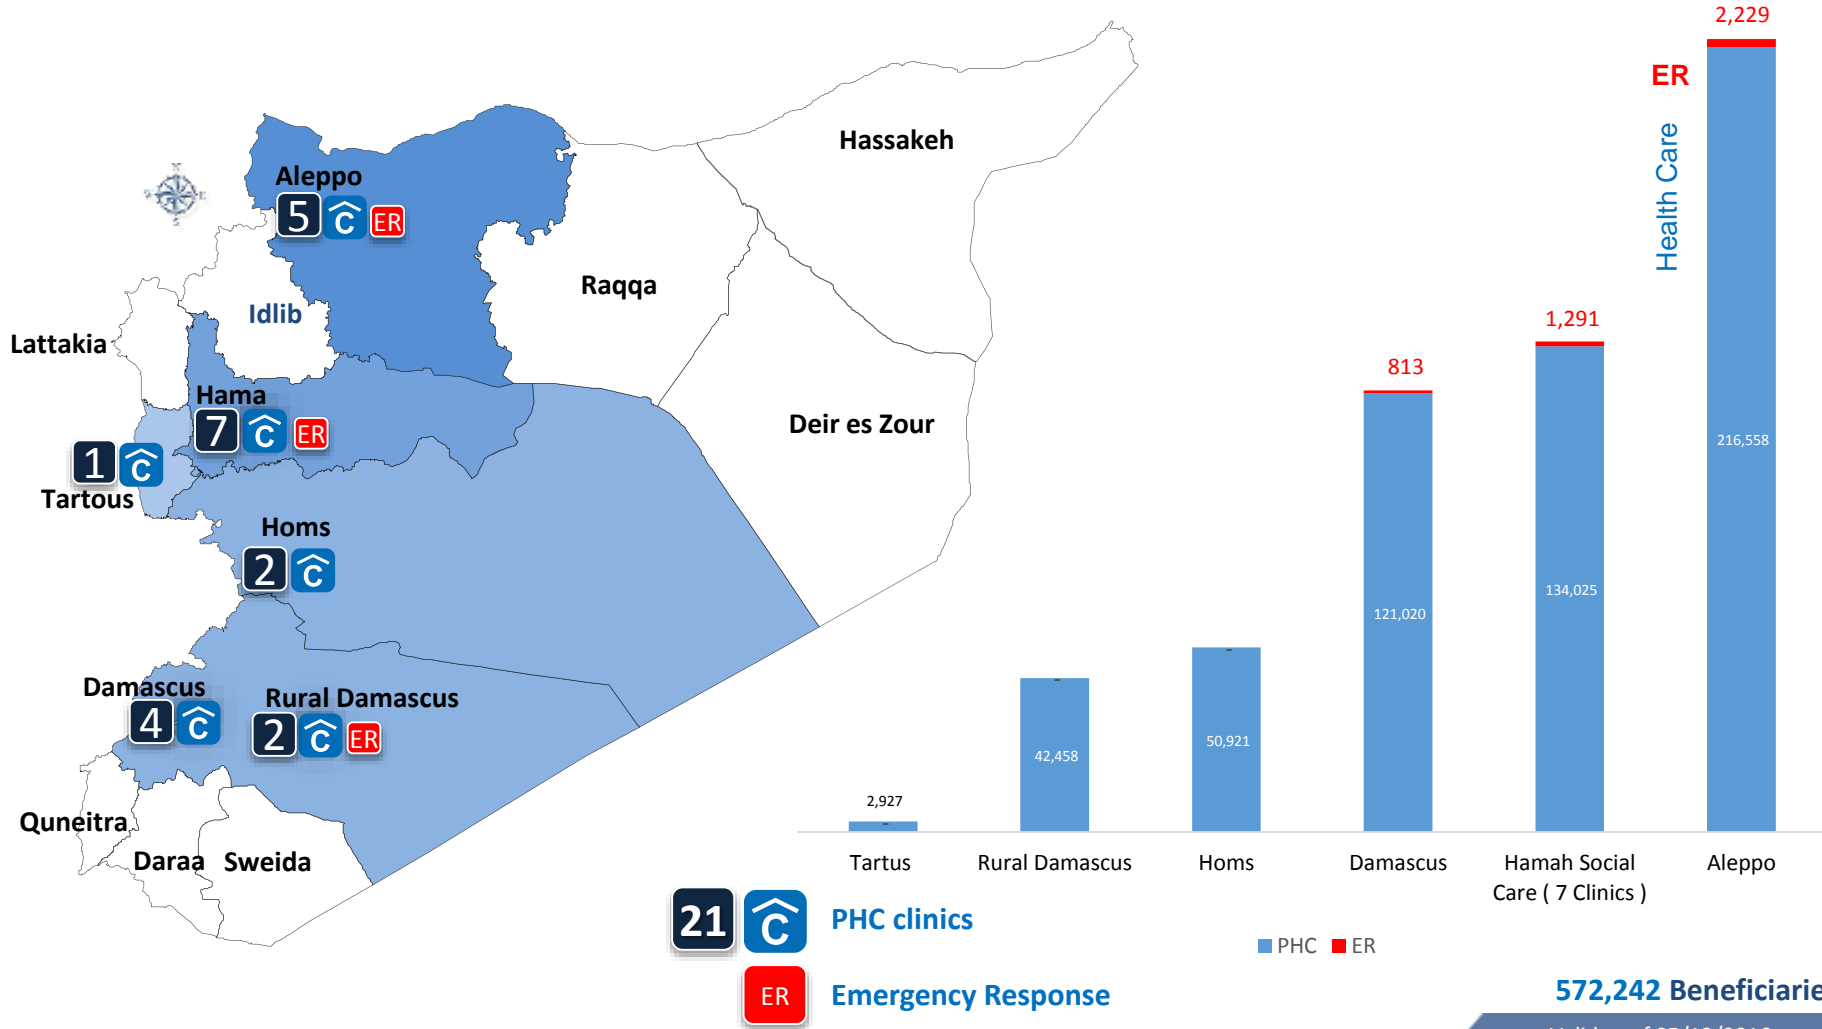 Aleppo
5 C ER
Hassakeh
Raqqa
Idlib
Lattakia
Hama
7 C ER
Deir es Zour
1 C
Tartous
Homs
2 C
Damascus
4 C
Rural Damascus
2 C ER
Quneitra
Daraa
Sweida
2,229
ER
Health Care
1,291
813
216,558
134,025
121,020
50,921
42,458
2,927
-
-
-
Tartus
Rural Damascus
Homs
Damascus
Hamah Social
Care ( 7 Clinics )
Aleppo
21 C PHC clinics
PHC ER
ER Emergency Response
572,242 Beneficiarie